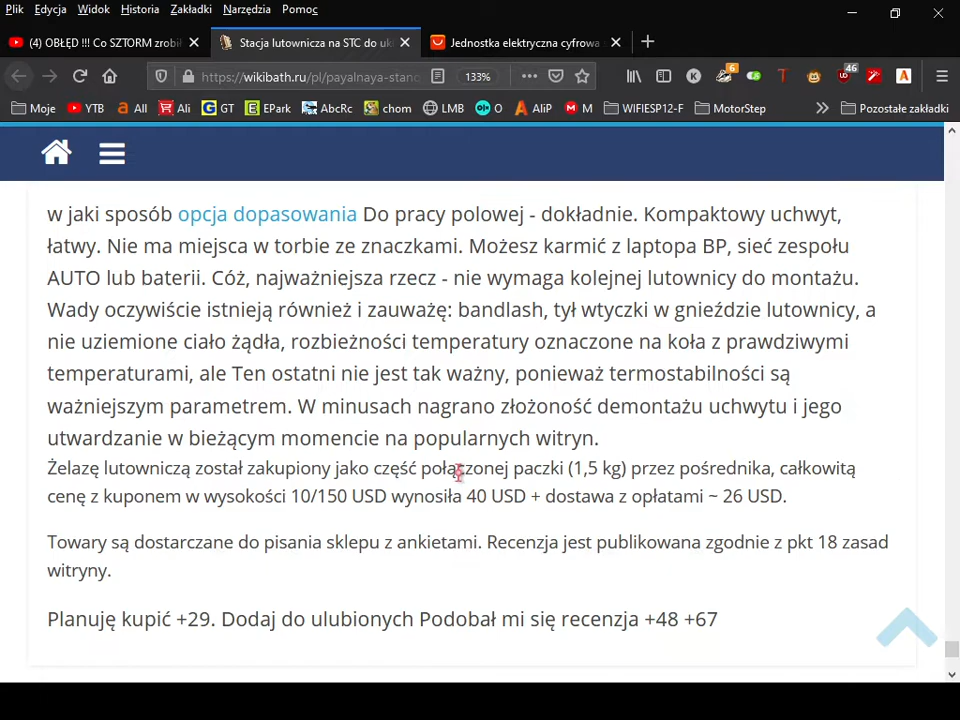 Plik Edycja Widok Historia Zakładki Narzędzia Pomoc
(4) OBŁĘD !!! Co SZTORM zrobił Stacja lutownicza na STC do uk Jednostka elektryczna cyfrowa
https://wikibath.ru/pl/payalnaya-stanc 133%
Moje YTB All Ali GT EPark AbcRc chom LMB O AliP M WIFIESP12-F MotorStep Pozostałe zakładki
w jaki sposób opcja dopasowania Do pracy polowej - dokładnie. Kompaktowy uchwyt,
łatwy. Nie ma miejsca w torbie ze znaczkami. Możesz karmić z laptopa BP, sieć zespołu
AUTO lub baterii. Cóż, najważniejsza rzecz - nie wymaga kolejnej lutownicy do montażu.
Wady oczywiście istnieją również i zauważę: bandlash, tył wtyczki w gnieździe lutownicy, a
nie uziemione ciało żądła, rozbieżności temperatury oznaczone na koła z prawdziwymi
temperaturami, ale Ten ostatni nie jest tak ważny, ponieważ termostabilności są
ważniejszym parametrem. W minusach nagrano złożoność demontażu uchwytu i jego
utwardzanie w bieżącym momencie na popularnych witryn.
Żelazę lutowniczą został zakupiony jako część połączonej paczki (1,5 kg) przez pośrednika, całkowitą
cenę z kuponem w wysokości 10/150 USD wynosiła 40 USD + dostawa z opłatami ~ 26 USD.
Towary są dostarczane do pisania sklepu z ankietami. Recenzja jest publikowana zgodnie z pkt 18 zasad
witryny.
Planuję kupić +29. Dodaj do ulubionych Podobał mi się recenzja +48 +67